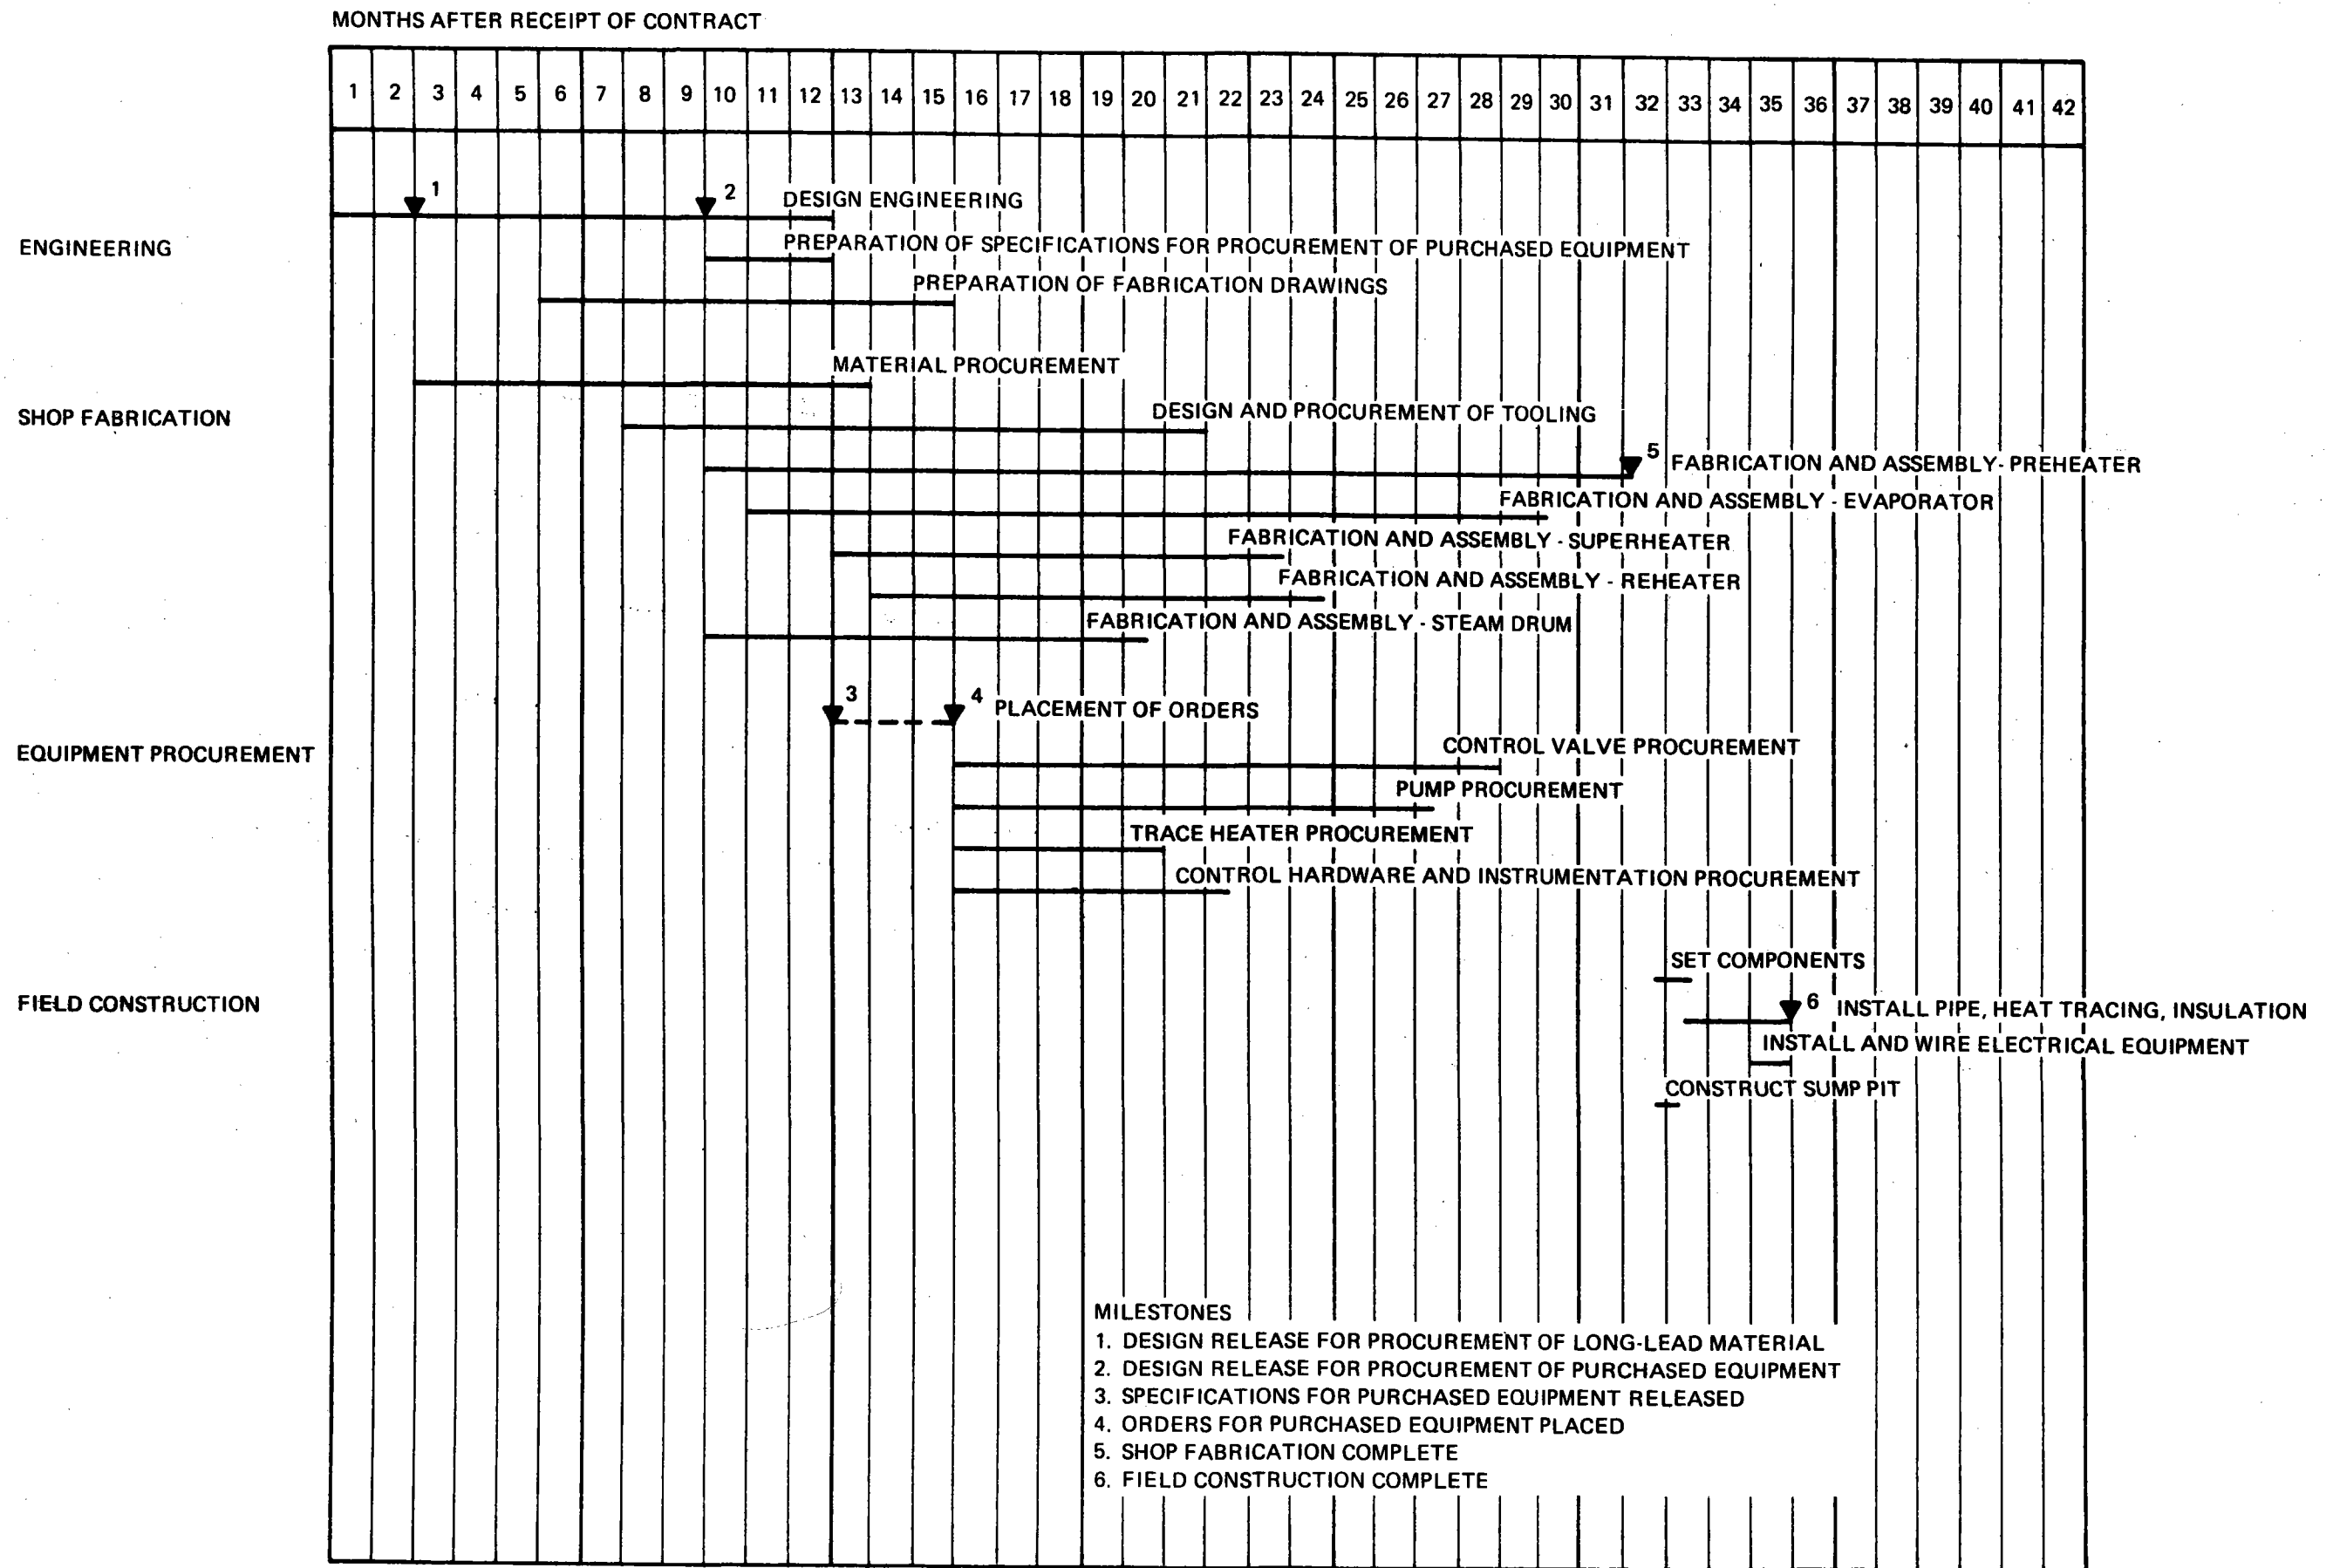 MONTHS AFTER RECEIPT OF CONTRACT
1 2 3 4 5 6 7 8 9 10 11 12 13 14 15 16 17 18 19 20 21 22 23 24 25 26 27 28 29 30 31 32 33 34 35 36 37 38 39 40 41 42
1
2
DESIGN ENGINEERING
ENGINEERING
PREPARATION OF SPECIFICATIONS FOR PROCUREMENT OF PURCHASED EQUIPMENT
PREPARATION OF FABRICATION DRAWINGS
MATERIAL PROCUREMENT
SHOP FABRICATION
DESIGN AND PROCUREMENT OF TOOLING
5
FABRICATION AND ASSEMBLY- PREHEATER
FABRICATION AND ASSEMBLY - EVAPORATOR
FABRICATION AND ASSEMBLY - SUPERHEATER
FABRICATION AND ASSEMBLY - REHEATER
FABRICATION AND ASSEMBLY - STEAM DRUM
3
4
PLACEMENT OF ORDERS
EQUIPMENT PROCUREMENT
CONTROL VALVE PROCUREMENT
PUMP PROCUREMENT
TRACE HEATER PROCUREMENT
CONTROL HARDWARE AND INSTRUMENTATION PROCUREMENT
SET COMPONENTS
FIELD CONSTRUCTION
6
INSTALL PIPE, HEAT TRACING, INSULATION
INSTALL AND WIRE ELECTRICAL EQUIPMENT
CONSTRUCT SUMP PIT
MILESTONES
1. DESIGN RELEASE FOR PROCUREMENT OF LONG-LEAD MATERIAL
2. DESIGN RELEASE FOR PROCUREMENT OF PURCHASED EQUIPMENT
3. SPECIFICATIONS FOR PURCHASED EQUIPMENT RELEASED
4. ORDERS FOR PURCHASED EQUIPMENT PLACED
5. SHOP FABRICATION COMPLETE
6. FIELD CONSTRUCTION COMPLETE